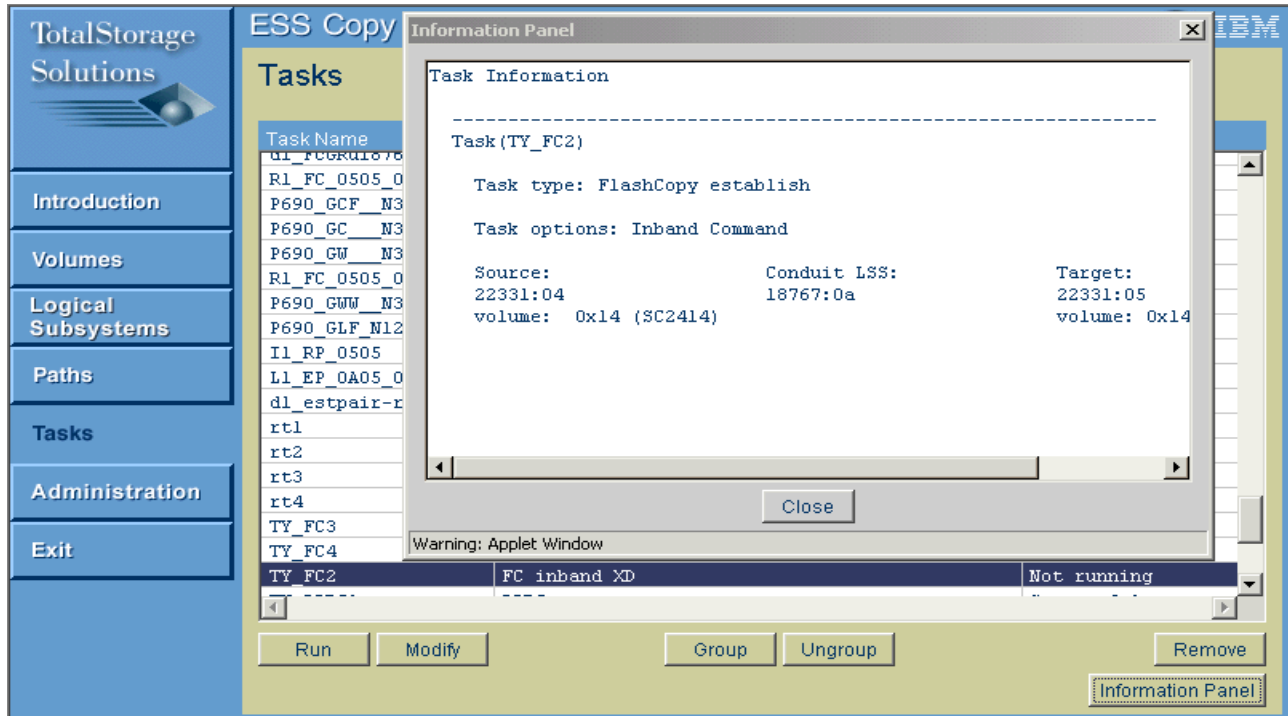 TotalStorage
Solutions
Introduction
Volumes
Logical
Subsystems
Paths
Tasks
Administration
Exit
ESS Copy
IBM
Tasks
Task Name
R1_FC_0505_0
P690_GCF__N3
P690_GC___N3
P690_GW___N3
R1_FC_0505_0
P690_GWW__N3
P690_GLF_N12
I1_RP_0505
L1_EP_0A05_0
d1_estpair-r
rt1
rt2
rt3
rt4
TY_FC3
TY_FC4
TY_FC2 FC inband XD Not running
Information Panel
Task Information
----------------------------------------------------------------
Task(TY_FC2)
Task type: FlashCopy establish
Task options: Inband Command
Source: Conduit LSS: Target:
22331:04 18767:0a 22331:05
volume: 0x14 (SC2414) volume: 0x14
Close
Warning: Applet Window
Run Modify Group Ungroup Remove
Information Panel